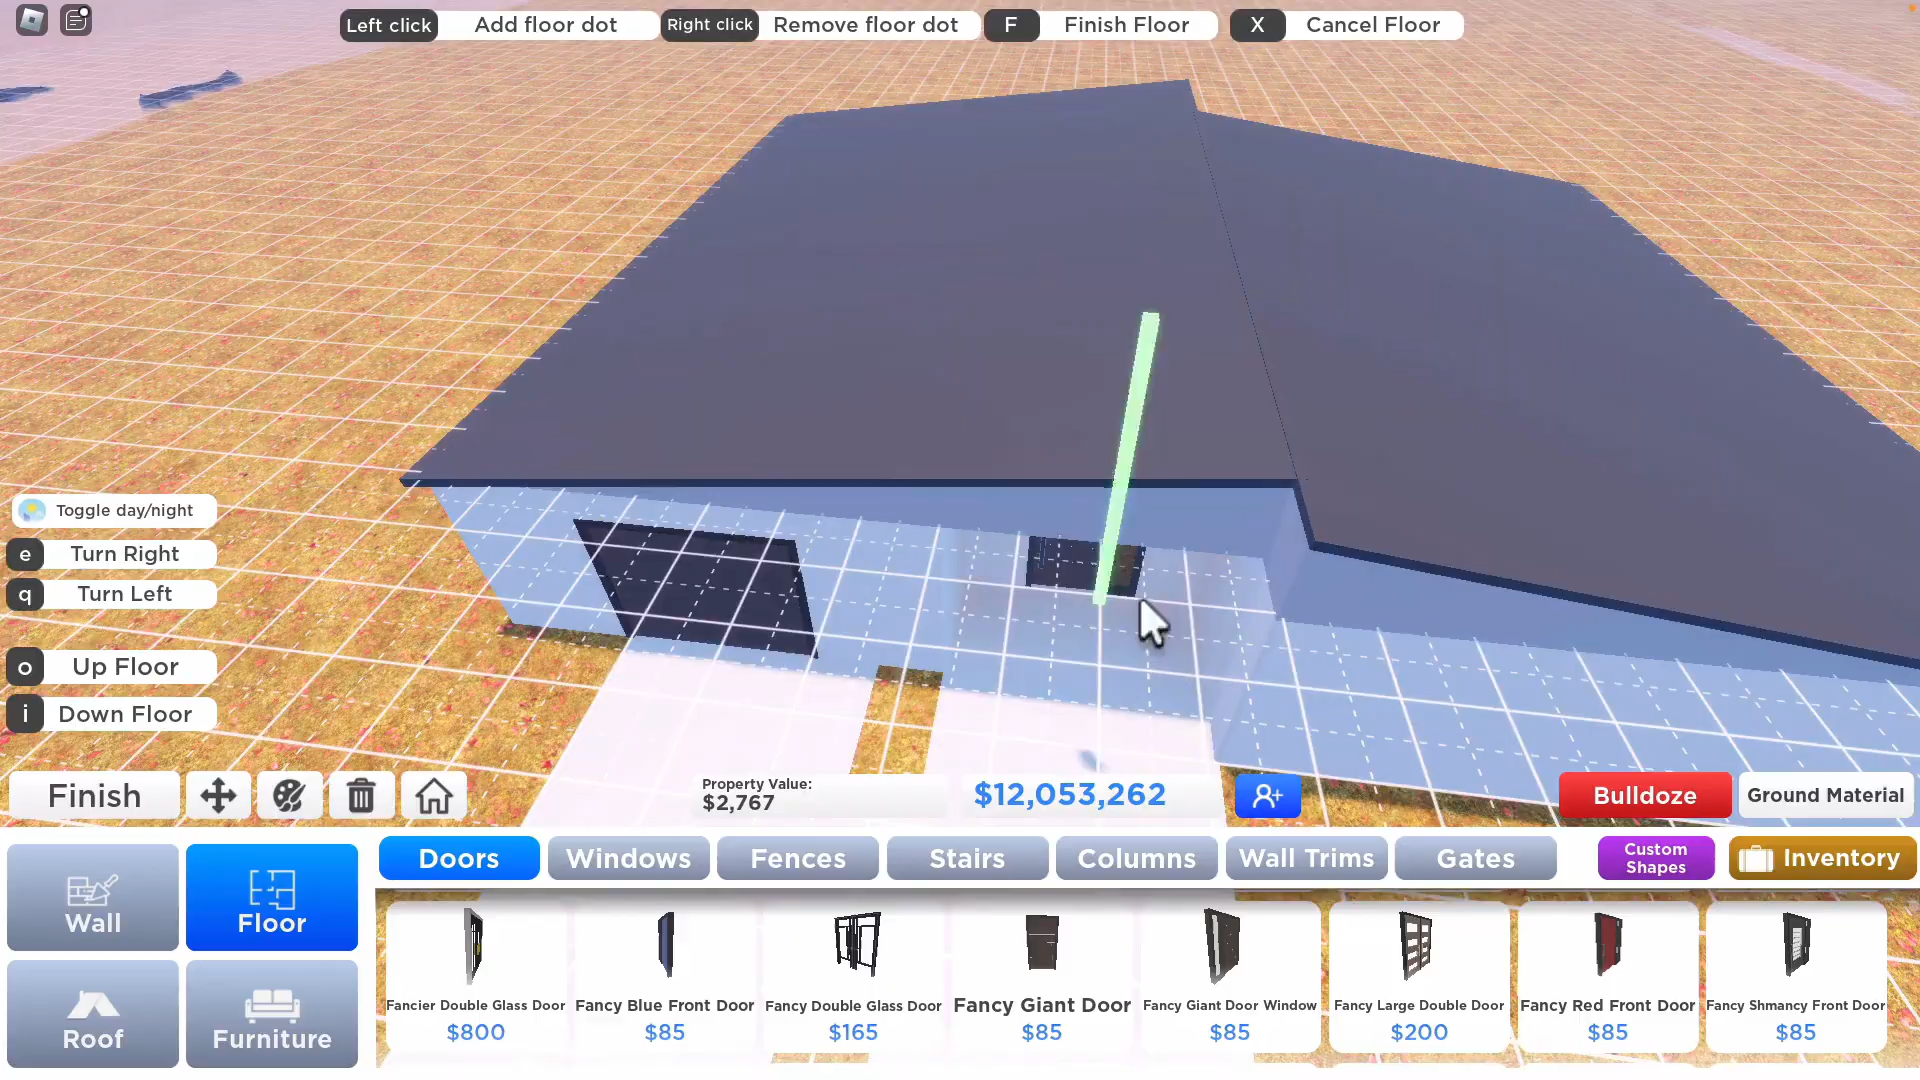 Left click Add floor dot Right click Remove floor dot F Finish Floor X Cancel Floor
Toggle day/night
e Turn Right
q Turn Left
o Up Floor
i Down Floor
Finish
Property Value:
$2,767
$12,053,262
Bulldoze
Ground Material
Wall
Floor
Roof
Furniture
Doors
Windows
Fences
Stairs
Columns
Wall Trims
Gates
Custom
Shapes
Inventory
Fancier Double Glass Door
$800
Fancy Blue Front Door
$85
Fancy Double Glass Door
$165
Fancy Giant Door
$85
Fancy Giant Door Window
$85
Fancy Large Double Door
$200
Fancy Red Front Door
$85
Fancy Shmancy Front Door
$85